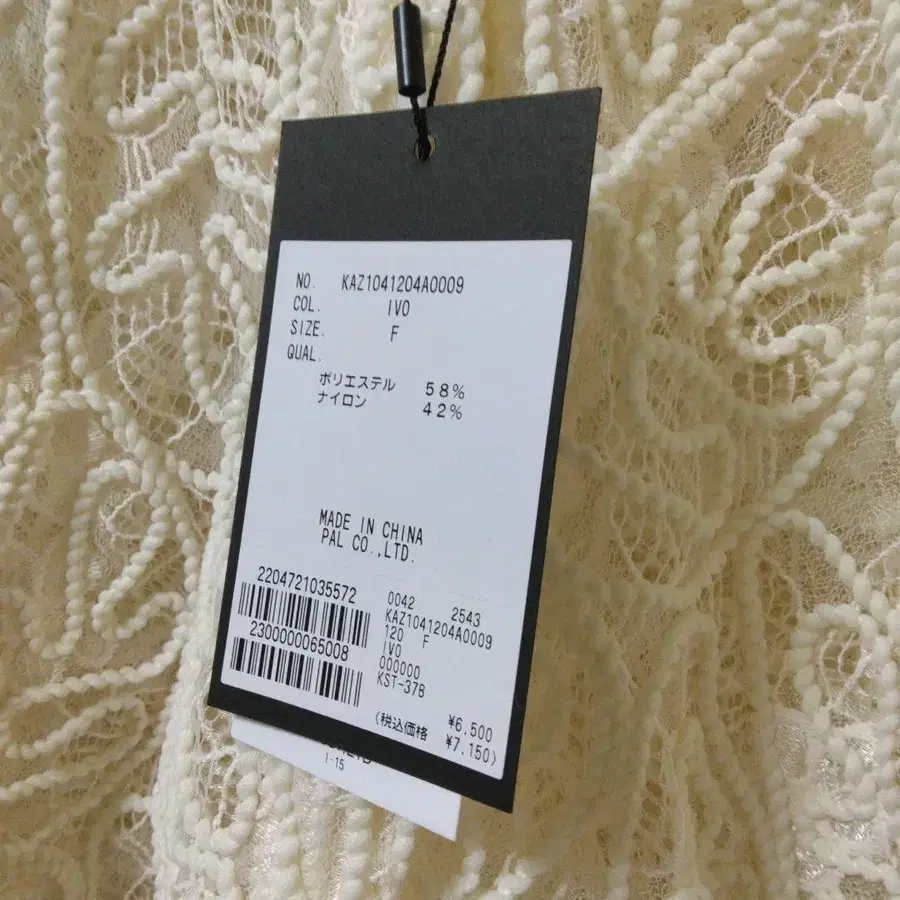 NO. KAZ1041204A0009
COL. IVO
SIZE. F
QUAL.
ポリエステル 58%
ナイロン 42%
MADE IN CHINA
PAL CO.,LTD.
2204721035572
2300000065008
0042 2543
KAZ1041204A0009
120 F
IVO
000000
KST-37B
¥6,500
(税込価格 ¥7,150)
I-15